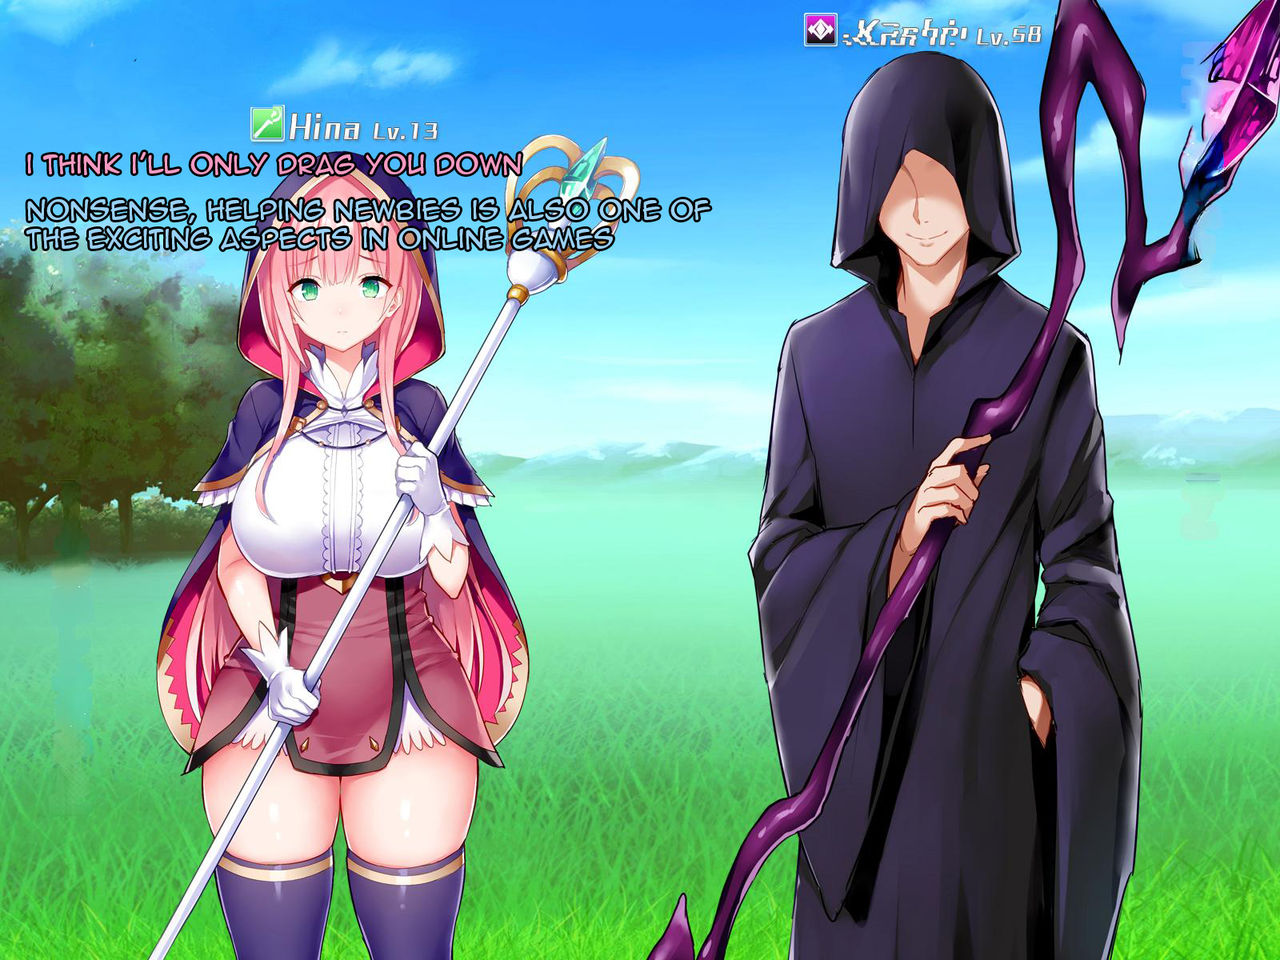 Lv.58
Hina Lv.13
I THINK I'LL ONLY DRAG YOU DOWN
NONSENSE, HELPING NEWBIES IS ALSO ONE OF
THE EXCITING ASPECTS IN ONLINE GAMES